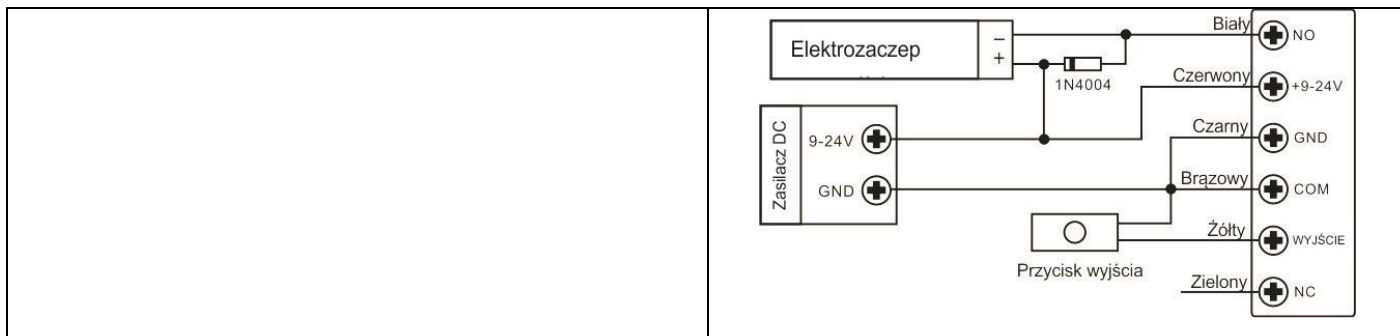 Elektrozaczep
−
+
1N4004
Zasilacz DC
9-24V
GND
Przycisk wyjścia
Biały NO
Czerwony +9-24V
Czarny GND
Brązowy COM
Żółty WYJŚCIE
Zielony NC